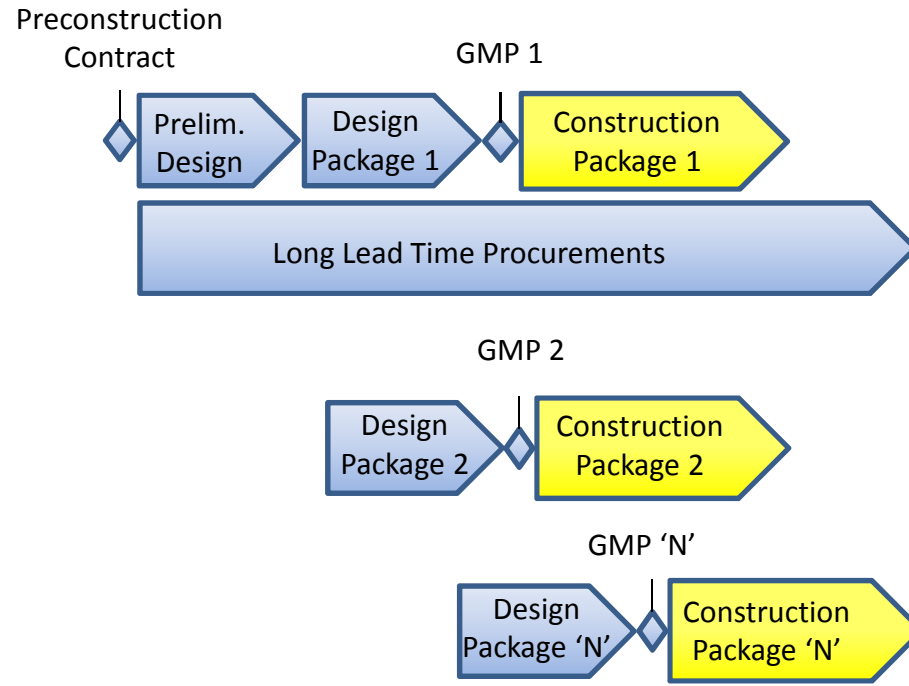 Preconstruction
Contract
GMP 1
Prelim.
Design
Design
Package 1
Construction
Package 1
Long Lead Time Procurements
GMP 2
Design
Package 2
Construction
Package 2
GMP ‘N’
Design
Package ‘N’
Construction
Package ‘N’